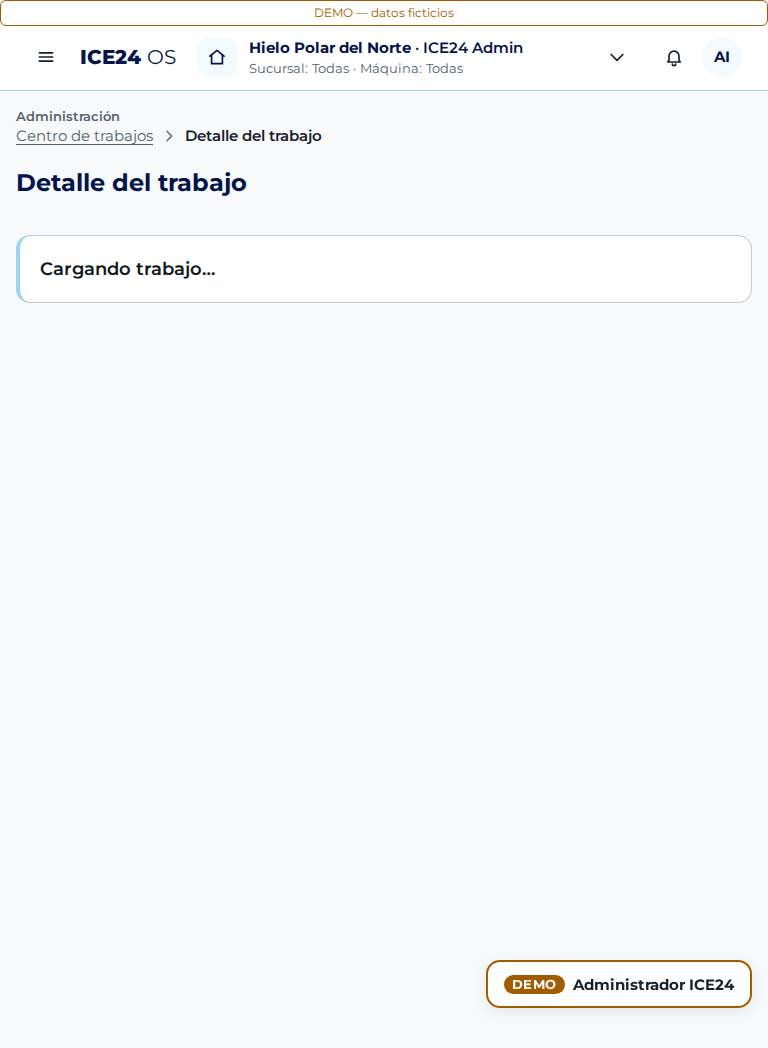 DEMO — datos ficticios
ICE24 OS
Hielo Polar del Norte · ICE24 Admin
Sucursal: Todas · Máquina: Todas
AI
Administración
Centro de trabajos > Detalle del trabajo
Detalle del trabajo
Cargando trabajo...
DEMO Administrador ICE24